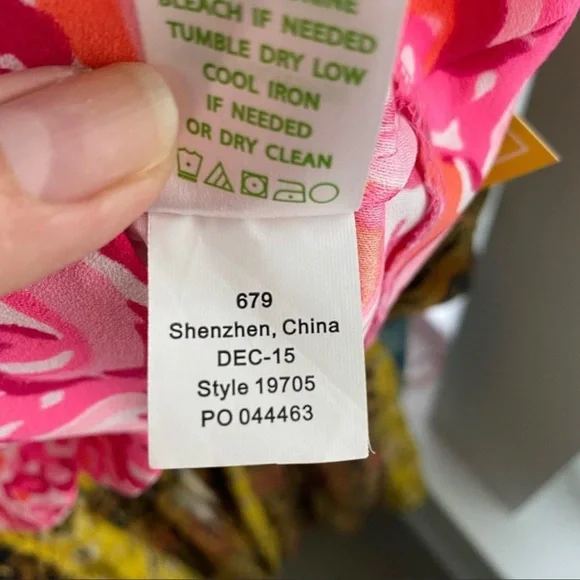 BLEACH IF NEEDED
TUMBLE DRY LOW
COOL IRON
IF NEEDED
OR DRY CLEAN
679
Shenzhen, China
DEC-15
Style 19705
PO 044463